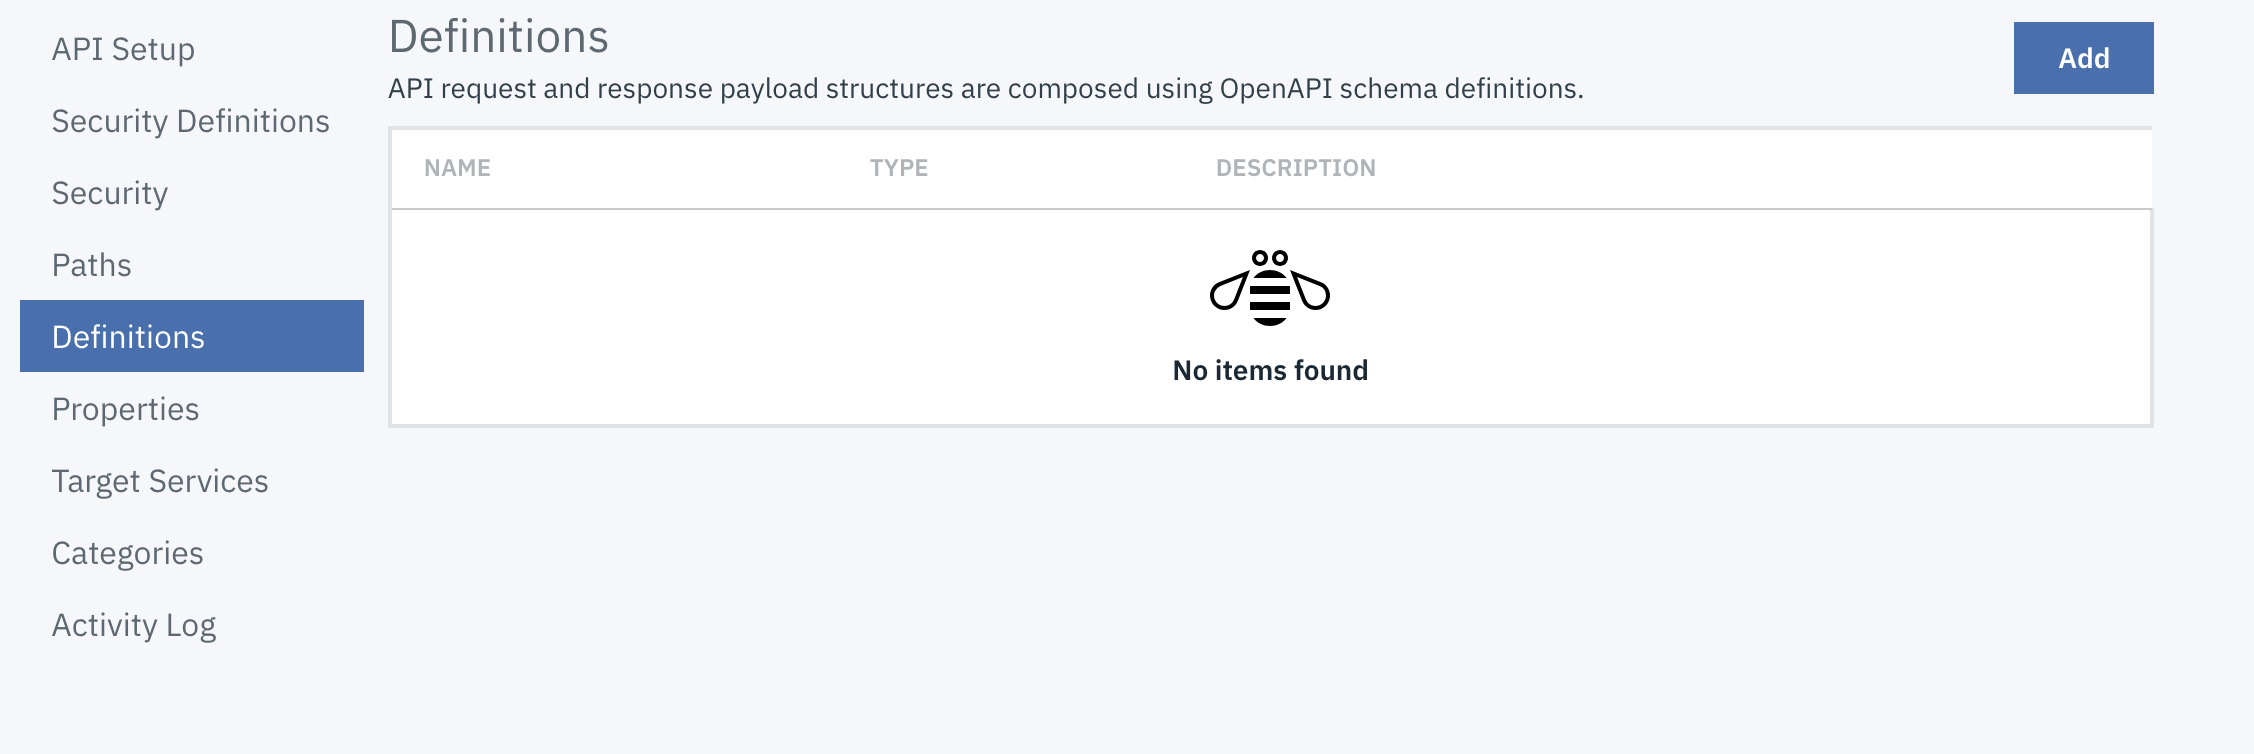 API Setup
Security Definitions
Security
Paths
Definitions
Properties
Target Services
Categories
Activity Log
Definitions
API request and response payload structures are composed using OpenAPI schema definitions.
Add
NAME TYPE DESCRIPTION
No items found